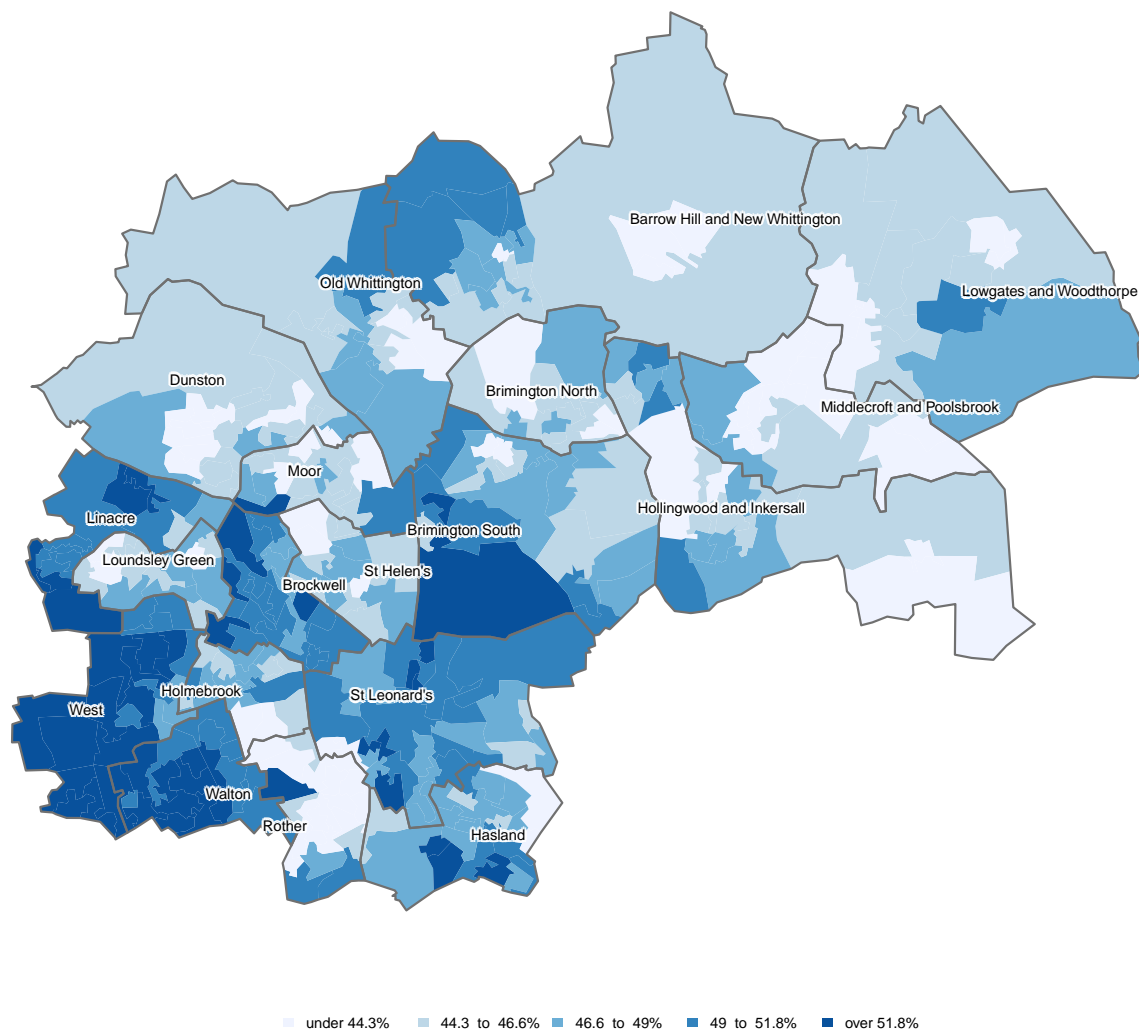 Barrow Hill and New Whittington
Old Whittington
Lowgates and Woodthorpe
Dunston
Brimington North
Middlecroft and Poolsbrook
Moor
Linacre
Hollingwood and Inkersall
Brimington South
Loundsley Green
St Helen's
Brockwell
Holmebrook
St Leonard's
West
Walton
Rother
Hasland
under 44.3%
44.3 to 46.6%
46.6 to 49%
49 to 51.8%
over 51.8%